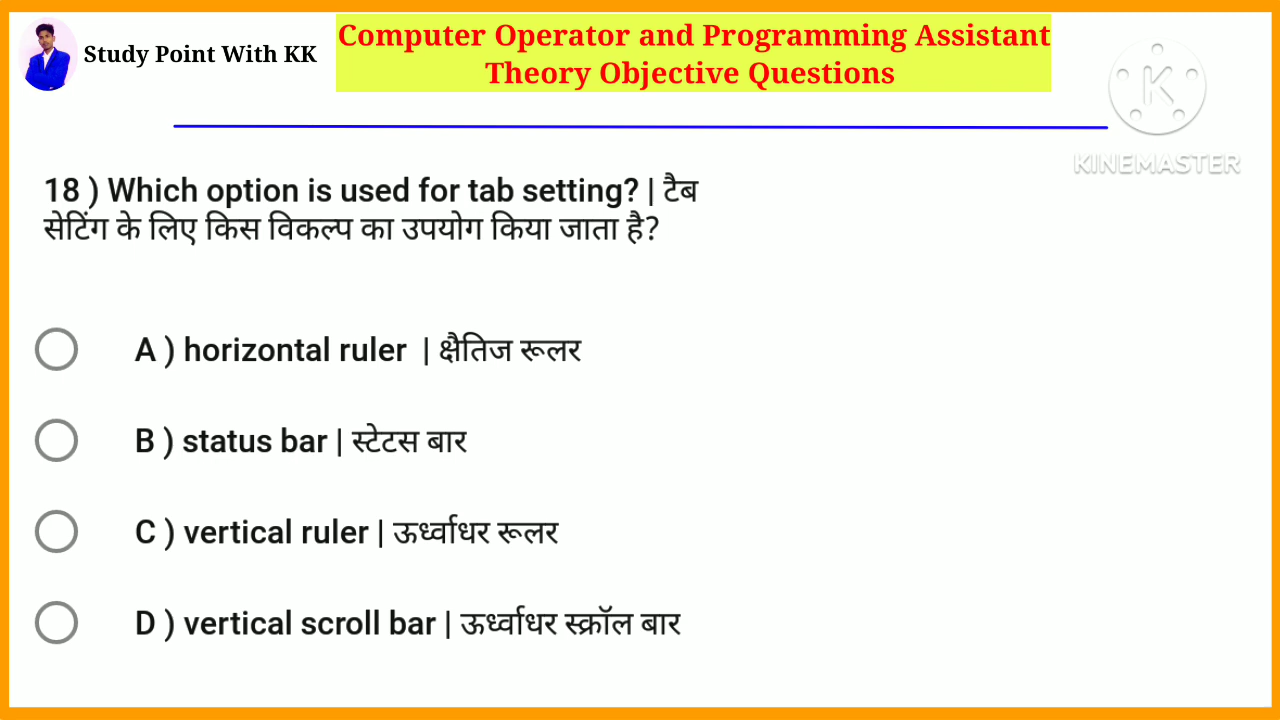 Study Point With KK
Computer Operator and Programming Assistant
Theory Objective Questions
K
KINEMASTER
18 ) Which option is used for tab setting? | टैब
सेटिंग के लिए किस विकल्प का उपयोग किया जाता है?
A ) horizontal ruler | क्षैतिज रूलर
B ) status bar | स्टेटस बार
C ) vertical ruler | ऊर्ध्वाधर रूलर
D ) vertical scroll bar | ऊर्ध्वाधर स्क्रॉल बार